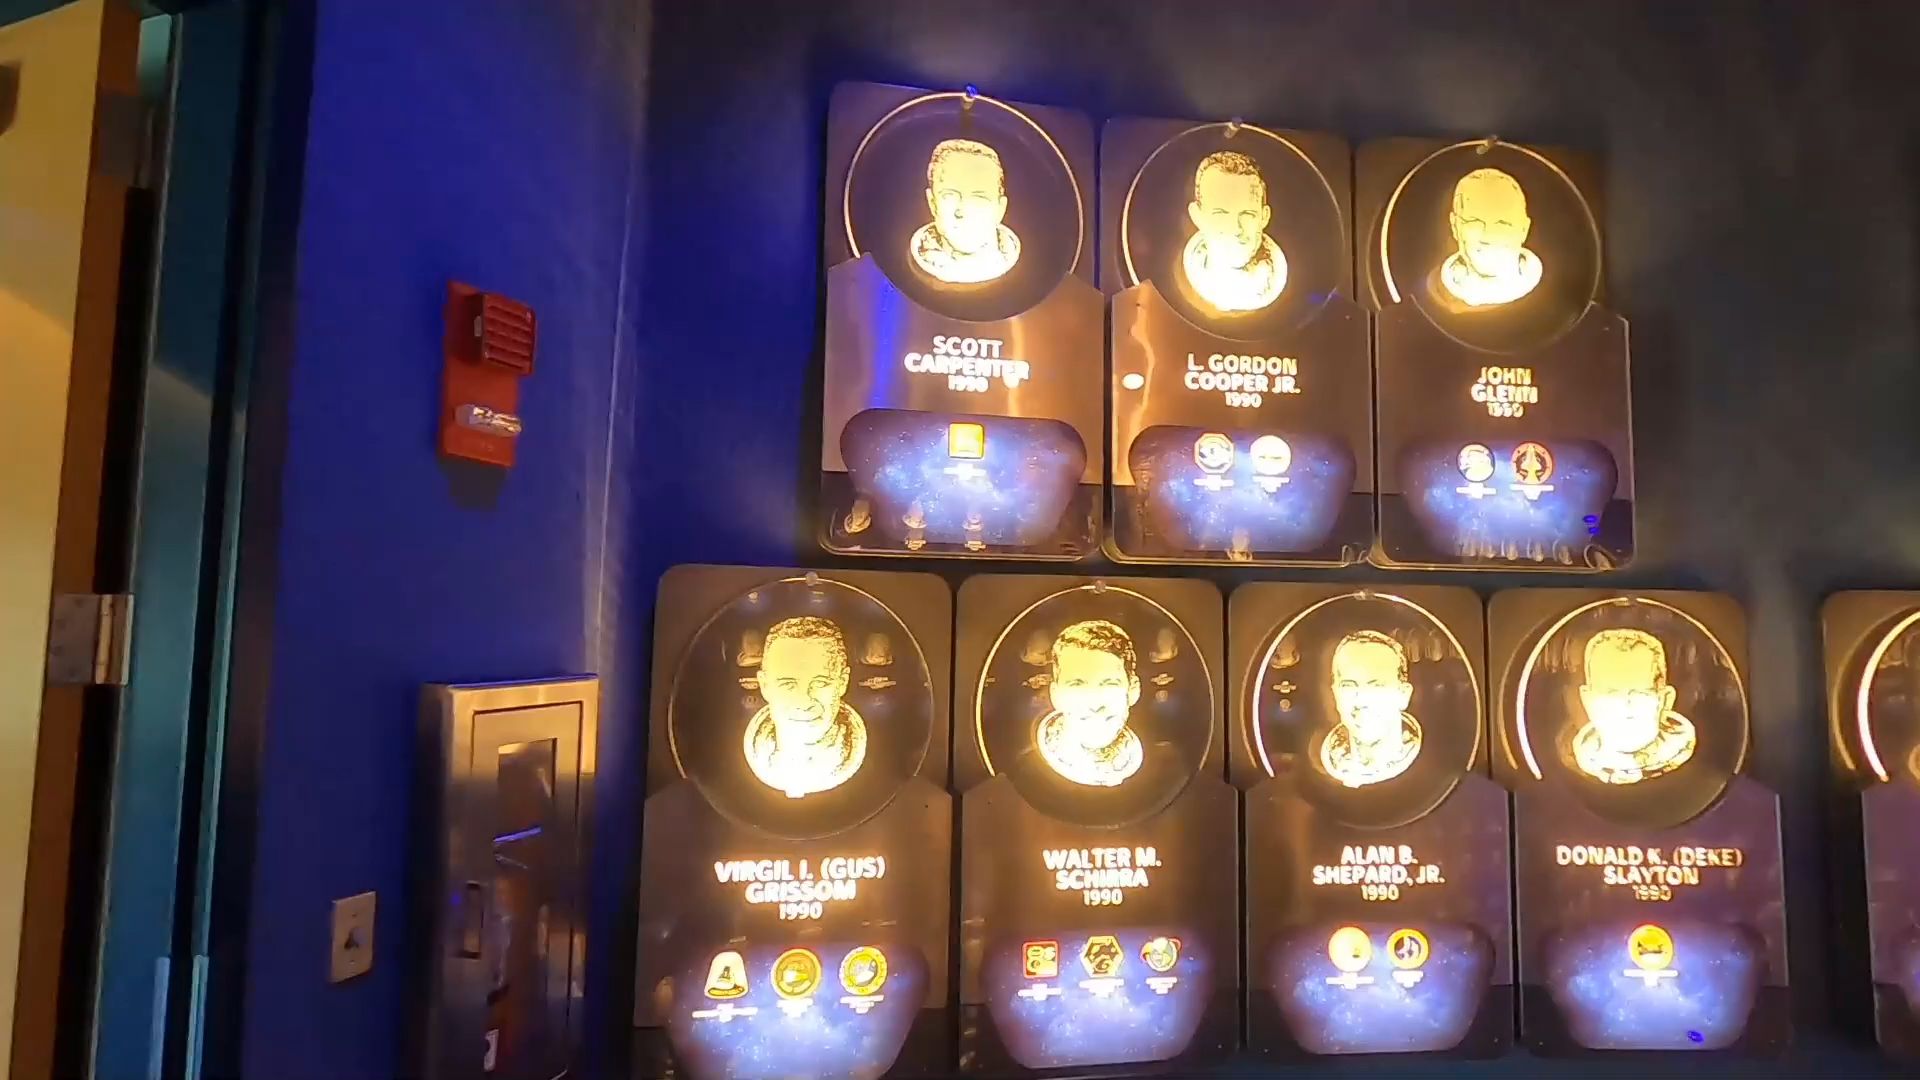 SCOTT
CARPENTER
1990
L. GORDON
COOPER JR.
1990
JOHN
GLENN
1990
VIRGIL I. (GUS)
GRISSOM
1990
WALTER M.
SCHIRRA
1990
ALAN B.
SHEPARD, JR.
1990
DONALD K. (DEKE)
SLAYTON
1990